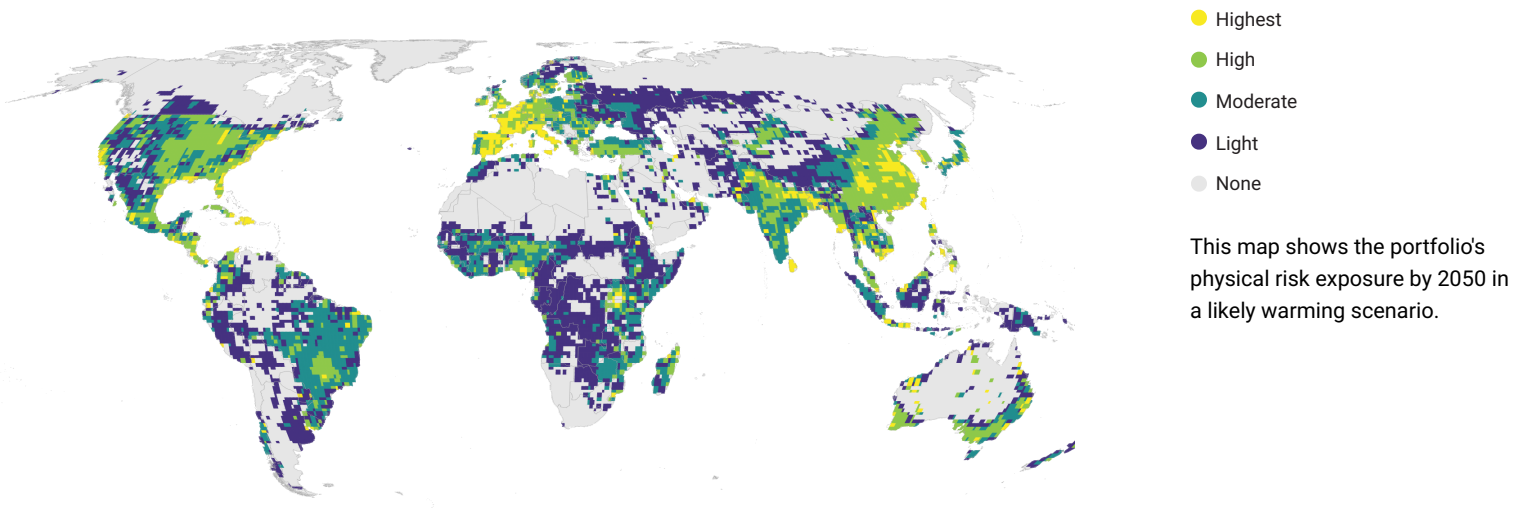 Highest
High
Moderate
Light
None
This map shows the portfolio's
physical risk exposure by 2050 in
a likely warming scenario.